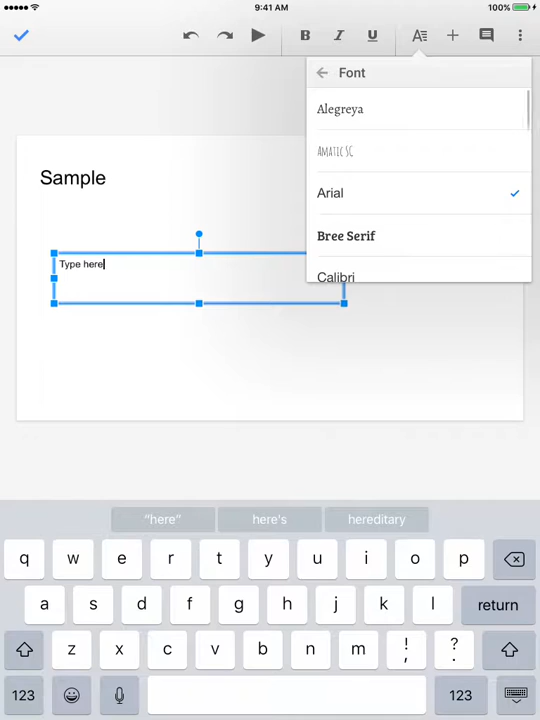 9:41 AM
100%
B I U A
Font
Alegreya
Amatic SC
Arial
Bree Serif
Calibri
Sample
Type here
"here" here's hereditary
q w e r t y u i o p
a s d f g h j k l return
z x c v b n m ! , ? .
123 123